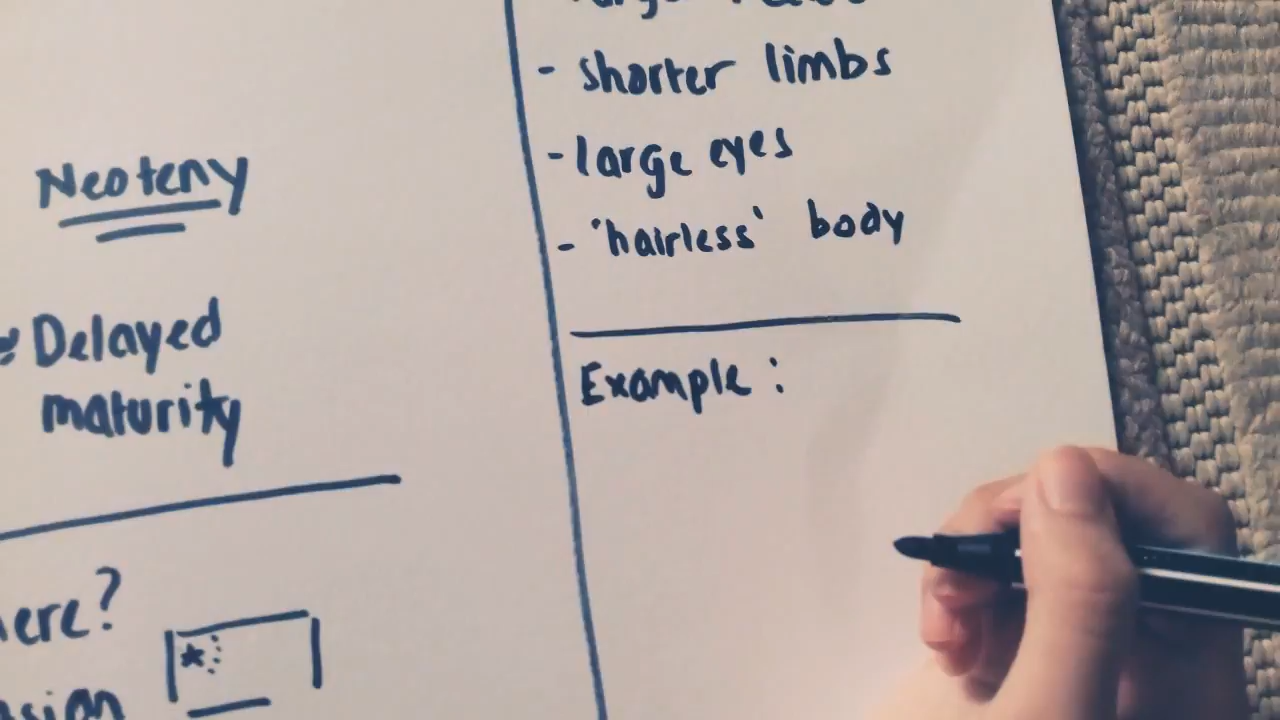 Neoteny
Delayed
maturity
- shorter limbs
- large eyes
- 'hairless' body
Example :